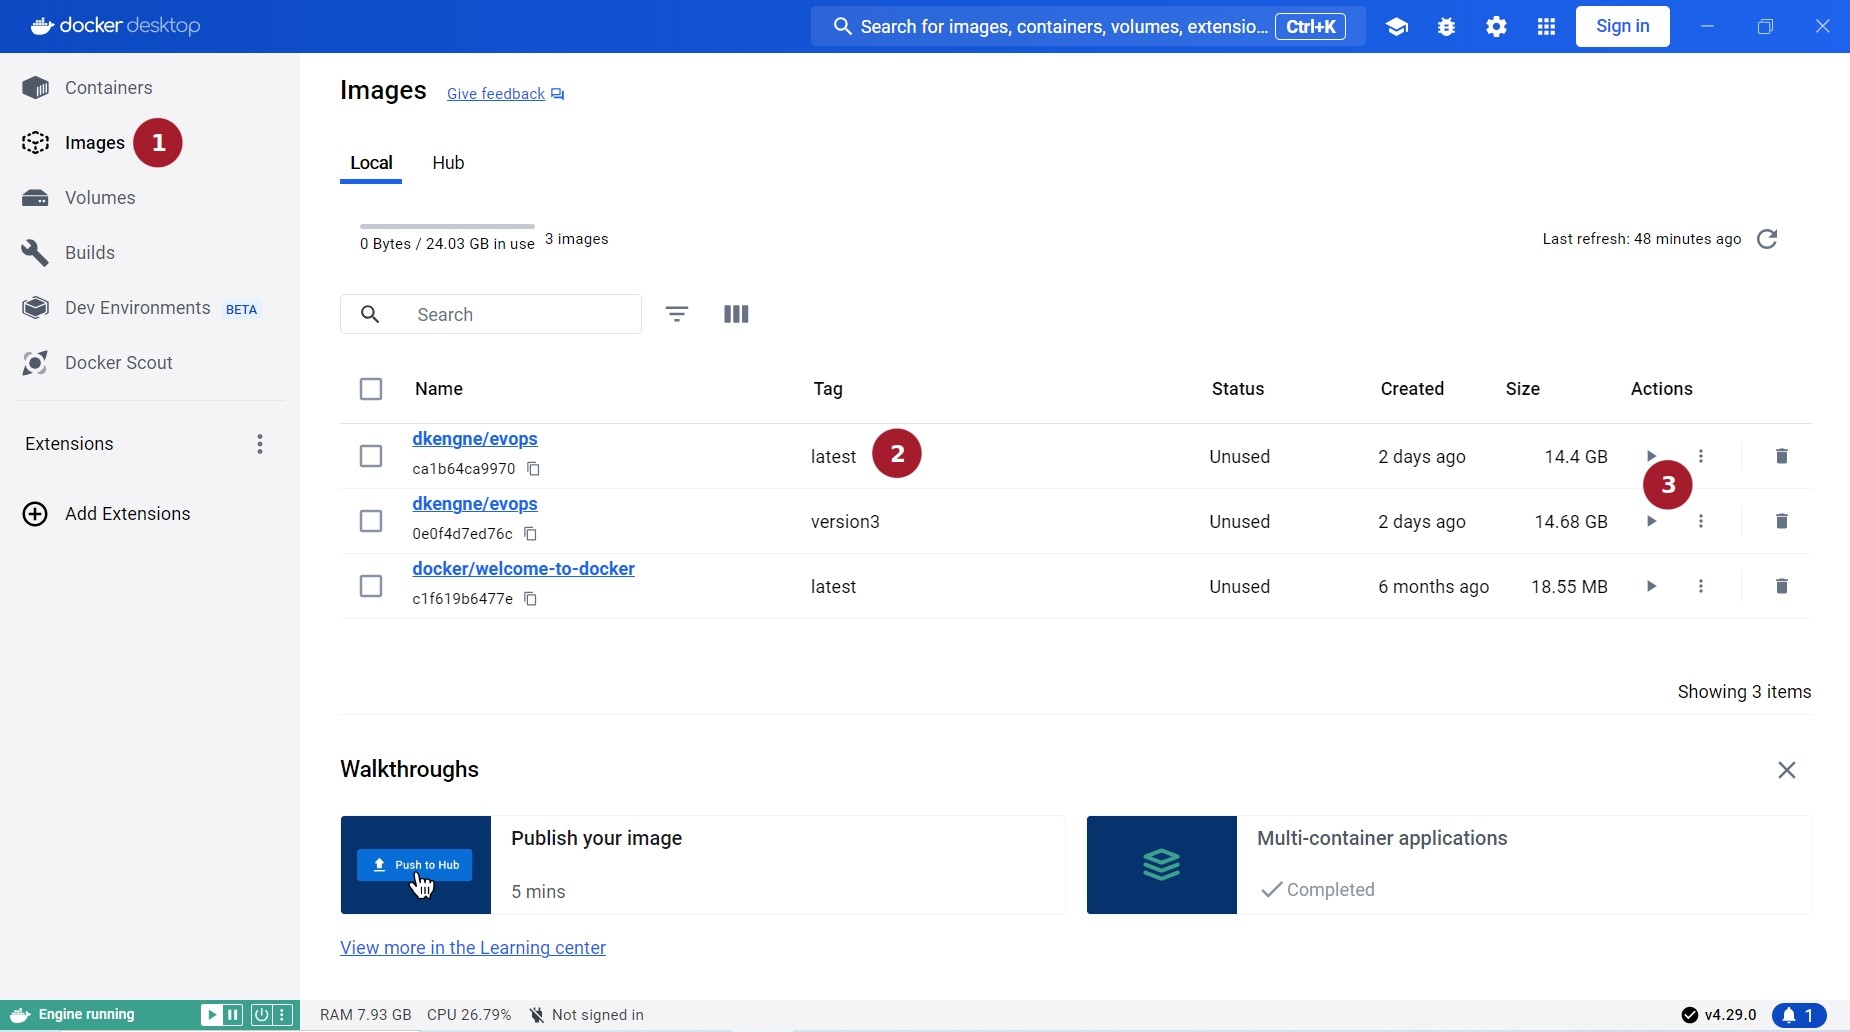 docker desktop
Search for images, containers, volumes, extensio... Ctrl+K
Sign in
Containers
Images 1
Volumes
Builds
Dev Environments BETA
Docker Scout
Extensions
Add Extensions
Images Give feedback
Local Hub
0 Bytes / 24.03 GB in use 3 images
Last refresh: 48 minutes ago
Search
Name Tag Status Created Size Actions
dkengne/evops
ca1b64ca9970
latest 2 Unused 2 days ago 14.4 GB
3
dkengne/evops
0e0f4d7ed76c
version3 Unused 2 days ago 14.68 GB
docker/welcome-to-docker
c1f619b6477e
latest Unused 6 months ago 18.55 MB
Showing 3 items
Walkthroughs
Push to Hub
Publish your image
5 mins
Multi-container applications
Completed
View more in the Learning center
Engine running
RAM 7.93 GB CPU 26.79% Not signed in
v4.29.0 1